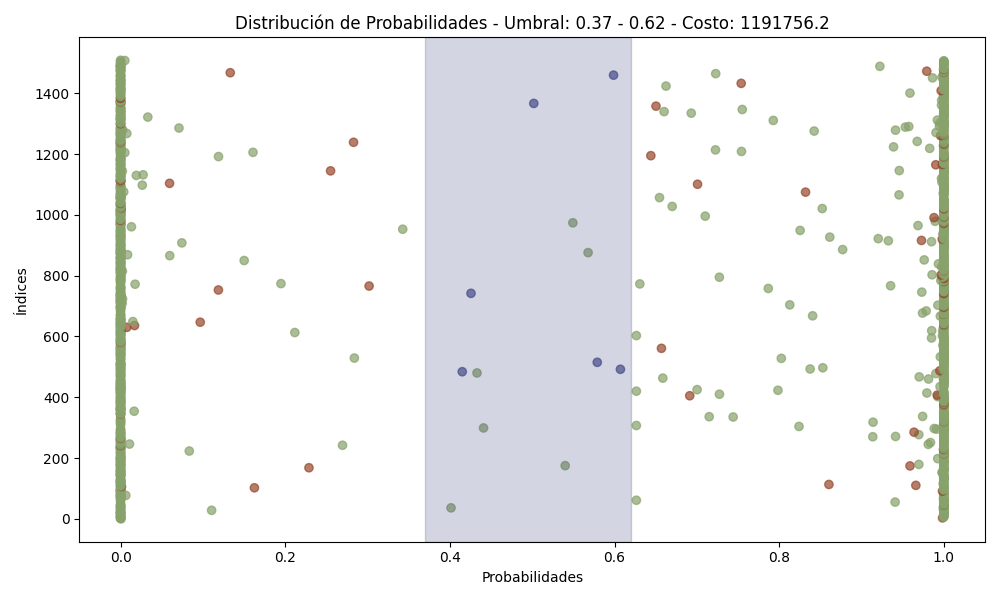 Distribución de Probabilidades - Umbral: 0.37 - 0.62 - Costo: 1191756.2
Índices
1400
1200
1000
800
600
400
200
0
0.0 0.2 0.4 0.6 0.8 1.0
Probabilidades